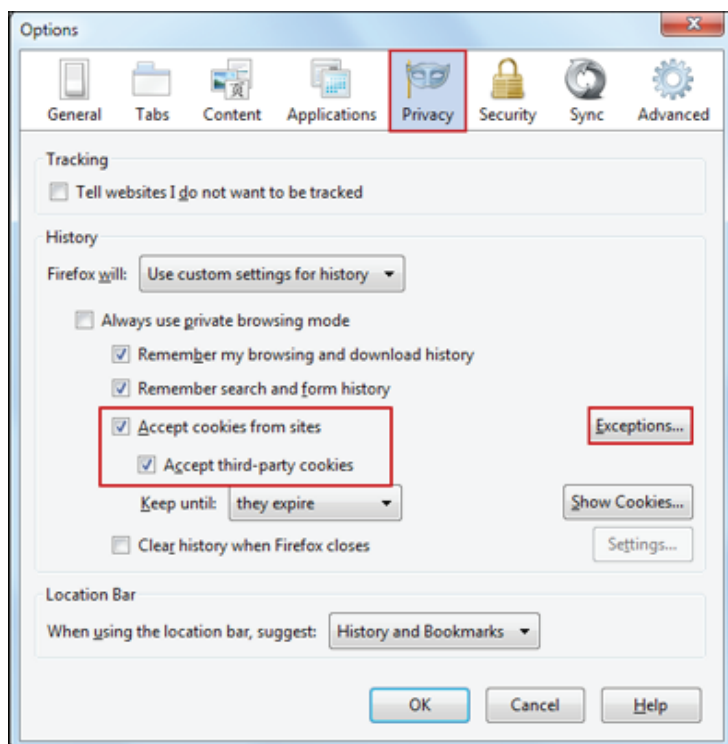 Options
General Tabs Content Applications Privacy Security Sync Advanced
Tracking
Tell websites I do not want to be tracked
History
Firefox will: Use custom settings for history
Always use private browsing mode
Remember my browsing and download history
Remember search and form history
Accept cookies from sites Exceptions...
Accept third-party cookies
Keep until: they expire Show Cookies...
Clear history when Firefox closes Settings...
Location Bar
When using the location bar, suggest: History and Bookmarks
OK Cancel Help